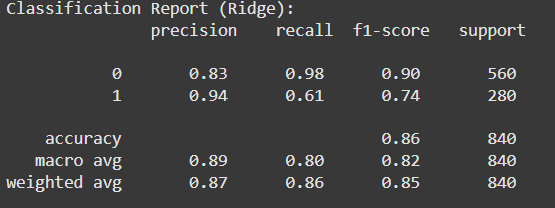 Classification Report (Ridge):
precision recall f1-score support
0 0.83 0.98 0.90 560
1 0.94 0.61 0.74 280
accuracy 0.86 840
macro avg 0.89 0.80 0.82 840
weighted avg 0.87 0.86 0.85 840